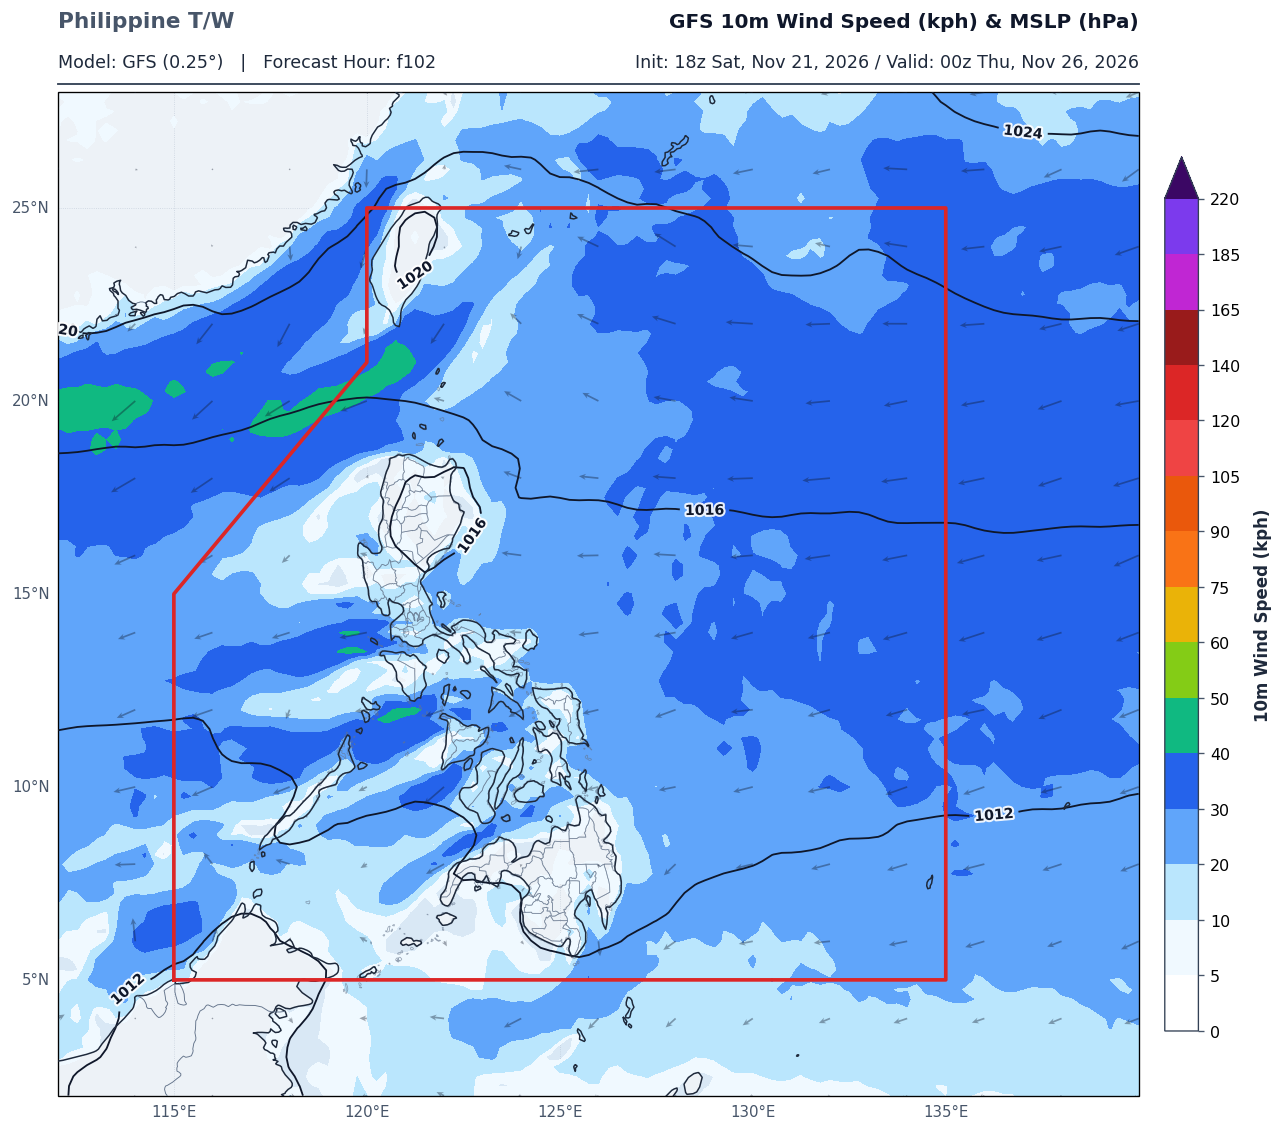 Philippine T/W
GFS 10m Wind Speed (kph) & MSLP (hPa)
Model: GFS (0.25°) | Forecast Hour: f102
Init: 18z Sat, Nov 21, 2026 / Valid: 00z Thu, Nov 26, 2026
1024
1020
20
1016
1016
1012
1012
25°N
20°N
15°N
10°N
5°N
115°E
120°E
125°E
130°E
135°E
220
185
165
140
120
105
90
75
60
50
40
30
20
10
5
0
10m Wind Speed (kph)